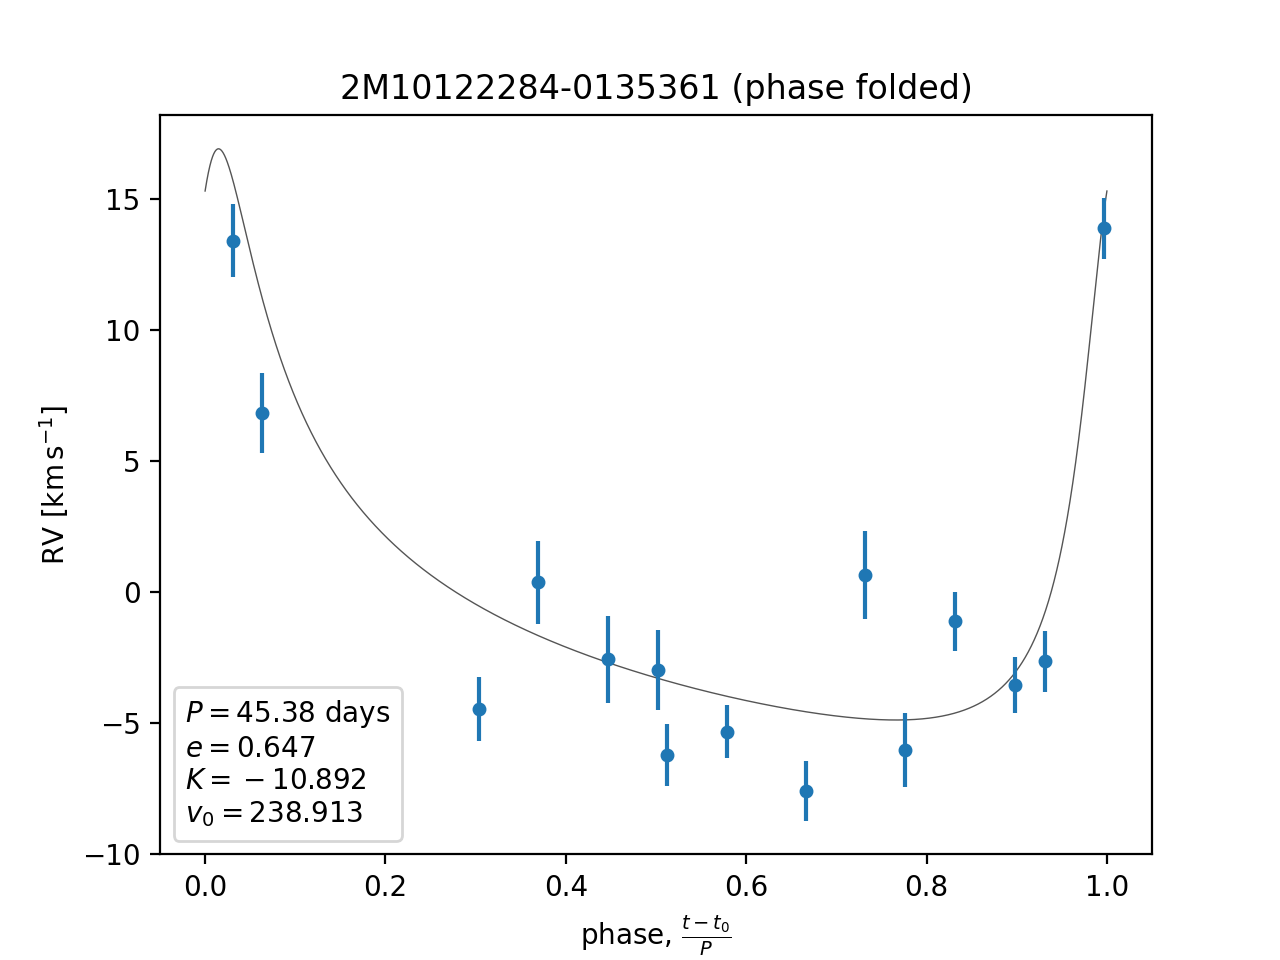 2M10122284-0135361 (phase folded)
15
10
5
0
−5
−10
RV [km s⁻¹]
P = 45.38 days
e = 0.647
K = −10.892
v₀ = 238.913
0.0 0.2 0.4 0.6 0.8 1.0
phase, (t − t₀)/P